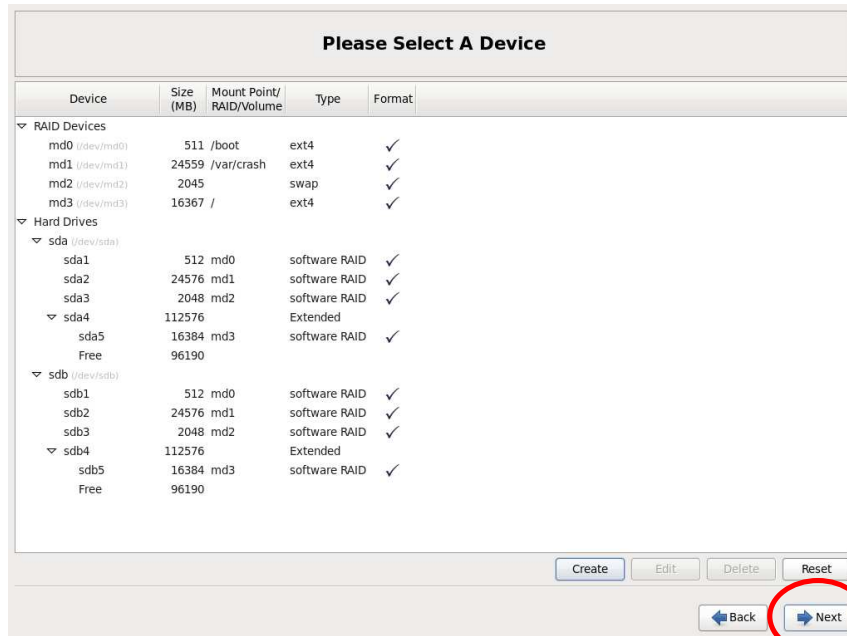 Please Select A Device
Device Size (MB) Mount Point/ RAID/Volume Type Format
RAID Devices
md0 (/dev/md0) 511 /boot ext4 ✓
md1 (/dev/md1) 24559 /var/crash ext4 ✓
md2 (/dev/md2) 2045 swap ✓
md3 (/dev/md3) 16367 / ext4 ✓
Hard Drives
sda (/dev/sda)
sda1 512 md0 software RAID ✓
sda2 24576 md1 software RAID ✓
sda3 2048 md2 software RAID ✓
sda4 112576 Extended
sda5 16384 md3 software RAID ✓
Free 96190
sdb (/dev/sdb)
sdb1 512 md0 software RAID ✓
sdb2 24576 md1 software RAID ✓
sdb3 2048 md2 software RAID ✓
sdb4 112576 Extended
sdb5 16384 md3 software RAID ✓
Free 96190
Create Edit Delete Reset
Back Next